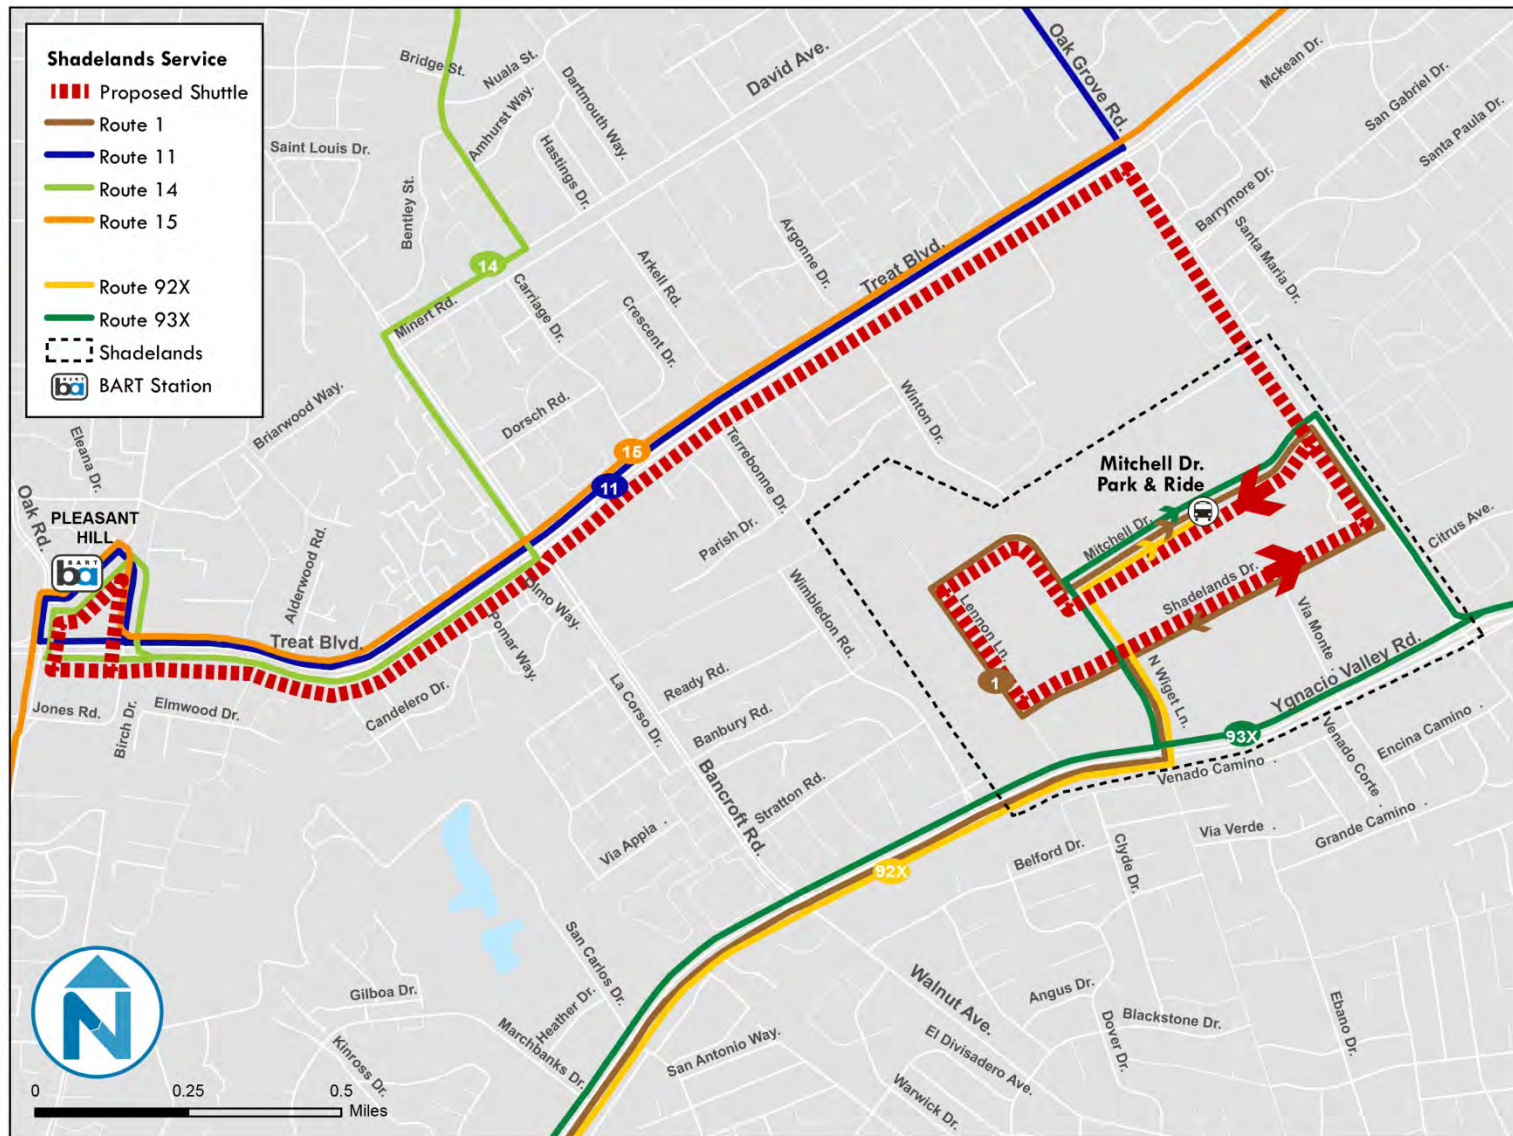 Shadelands Service
Proposed Shuttle
Route 1
Route 11
Route 14
Route 15
Route 92X
Route 93X
Shadelands
BART
ba
BART Station
Bridge St.
Nuala St.
Dartmouth Way.
David Ave.
Oak Grove Rd.
Mckean Dr.
San Gabriel Dr.
Santa Paula Dr.
Amhurst Way.
Saint Louis Dr.
Hastings Dr.
Bentley St.
Barrymore Dr.
Santa Maria Dr.
Argonne Dr.
Treat Blvd.
Arkell Rd.
14
Carriage Dr.
Crescent Dr.
Minert Rd.
Winton Dr.
Briarwood Way.
Dorsch Rd.
15
11
Terrebonne Dr.
Eleana Dr.
Oak Rd.
PLEASANT
HILL
BART
ba
Mitchell Dr.
Park & Ride
Mitchell Dr.
Citrus Ave.
Parish Dr.
Alderwood Rd.
Olmo Way.
Wimbledon Rd.
Shadelands Dr.
Lennon Ln.
Via Monte
Pomar Way.
Treat Blvd.
1
N Wiget Ln.
Ygnacio Valley Rd.
Jones Rd.
Birch Dr.
Elmwood Dr.
Candelero Dr.
La Corso Dr.
Ready Rd.
Banbury Rd.
93X
Venado Camino
Venado Corte
Encina Camino
Bancroft Rd.
Stratton Rd.
Via Appia
Via Verde
Grande Camino
Belford Dr.
Clyde Dr.
92X
San Carlos Dr.
Walnut Ave.
Gilboa Dr.
Heather Dr.
Marchbanks Dr.
Kinross Dr.
San Antonio Way.
Angus Dr.
Blackstone Dr.
Dover Dr.
El Divisadero Ave.
Warwick Dr.
Ebano Dr.
N
0 0.25 0.5
Miles